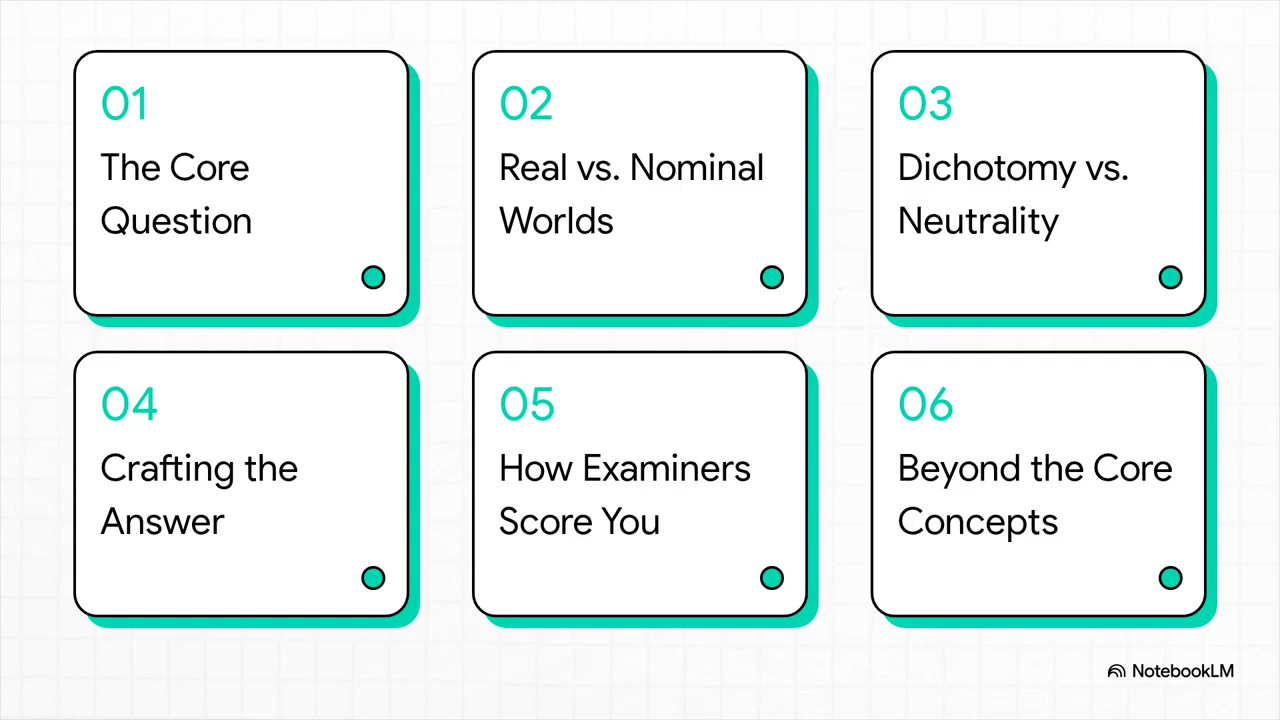 01
The Core
Question
02
Real vs. Nominal
Worlds
03
Dichotomy vs.
Neutrality
04
Crafting the
Answer
05
How Examiners
Score You
06
Beyond the Core
Concepts
NotebookLM